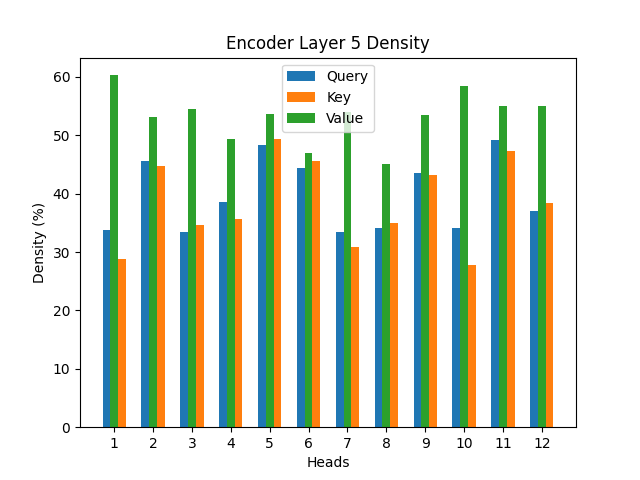 Encoder Layer 5 Density
Query
Key
Value
Density (%)
60
50
40
30
20
10
0
1 2 3 4 5 6 7 8 9 10 11 12
Heads